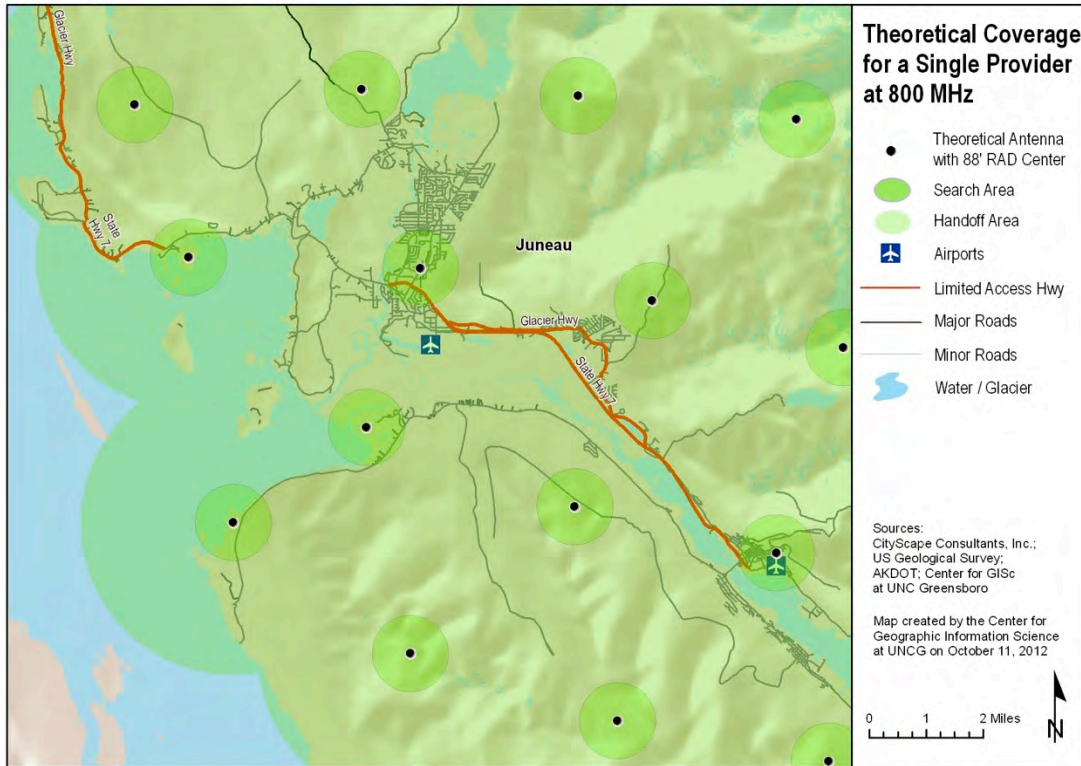 Theoretical Coverage
for a Single Provider
at 800 MHz
Theoretical Antenna
with 88' RAD Center
Search Area
Handoff Area
Airports
Limited Access Hwy
Major Roads
Minor Roads
Water / Glacier
Sources:
CityScape Consultants, Inc.;
US Geological Survey;
AKDOT; Center for GISc
at UNC Greensboro
Map created by the Center for
Geographic Information Science
at UNCG on October 11, 2012
0 1 2 Miles
N
Glacier Hwy
State
Hwy 7
Juneau
Glacier Hwy
State Hwy 7